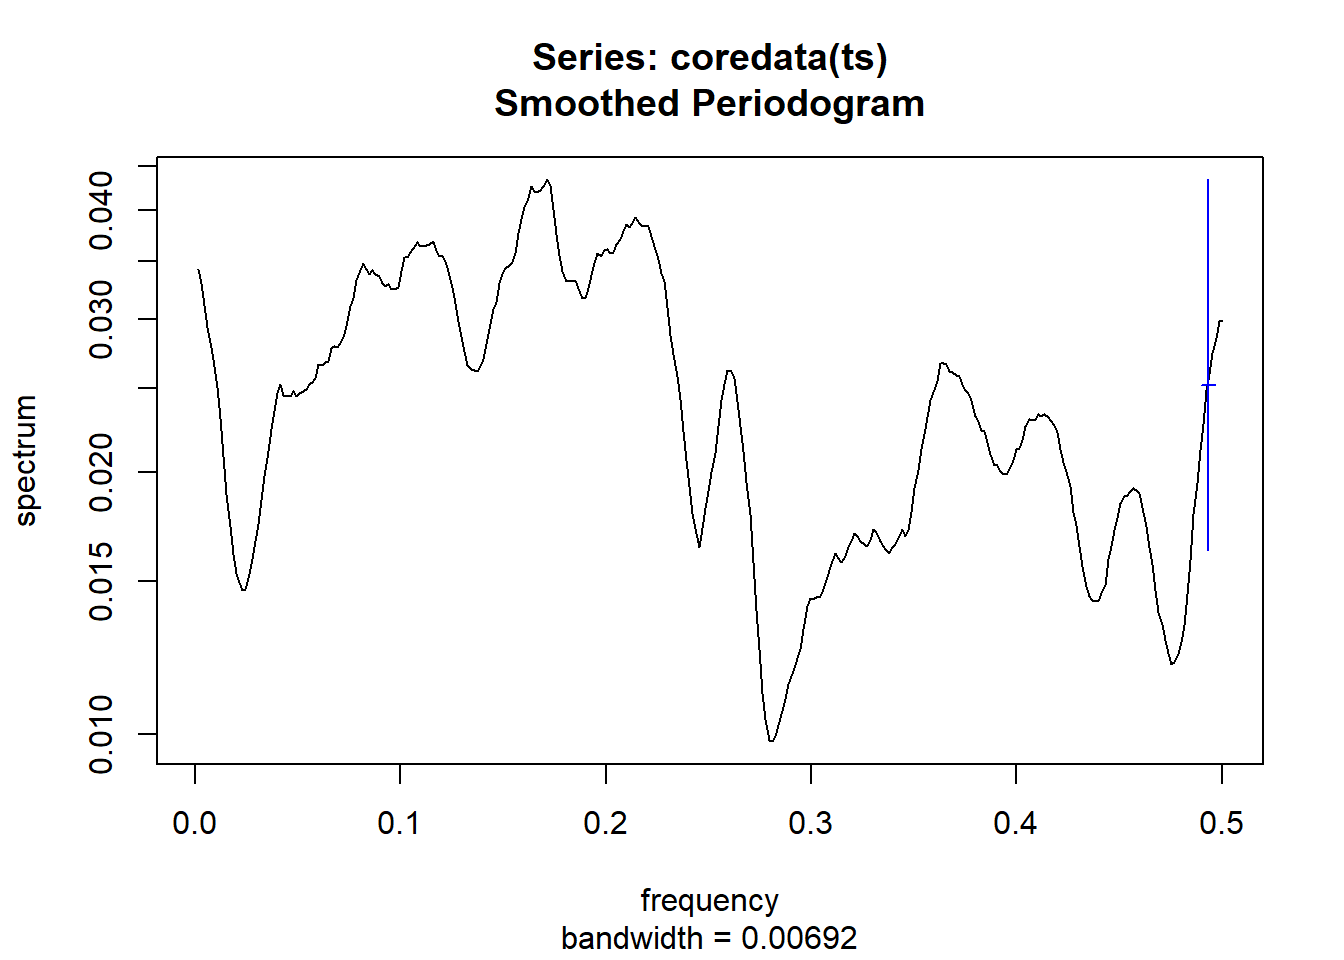 Series: coredata(ts)
Smoothed Periodogram
spectrum
0.040
0.030
0.020
0.015
0.010
0.0 0.1 0.2 0.3 0.4 0.5
frequency
bandwidth = 0.00692